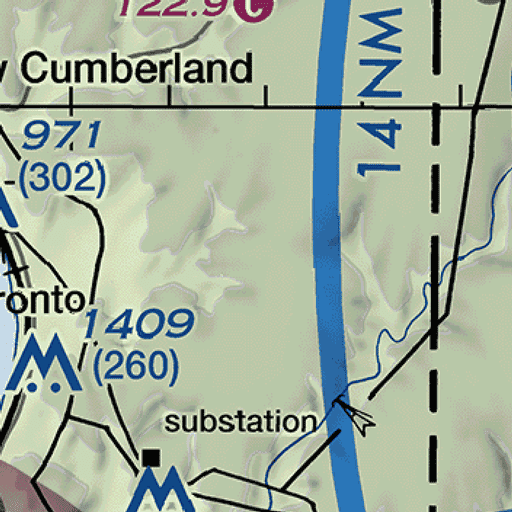 122.9 C
Cumberland
14 NM
971
(302)
ronto
1409
(260)
substation